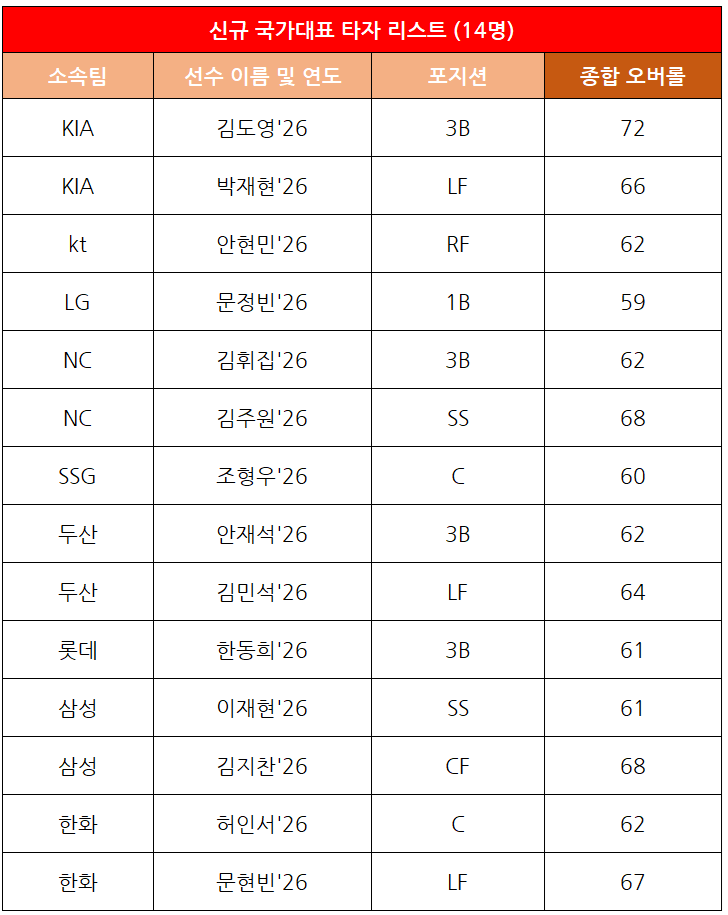 신규 국가대표 타자 리스트 (14명)
소속팀 선수 이름 및 연도 포지션 종합 오버롤
KIA 김도영'26 3B 72
KIA 박재현'26 LF 66
kt 안현민'26 RF 62
LG 문정빈'26 1B 59
NC 김휘집'26 3B 62
NC 김주원'26 SS 68
SSG 조형우'26 C 60
두산 안재석'26 3B 62
두산 김민석'26 LF 64
롯데 한동희'26 3B 61
삼성 이재현'26 SS 61
삼성 김지찬'26 CF 68
한화 허인서'26 C 62
한화 문현빈'26 LF 67